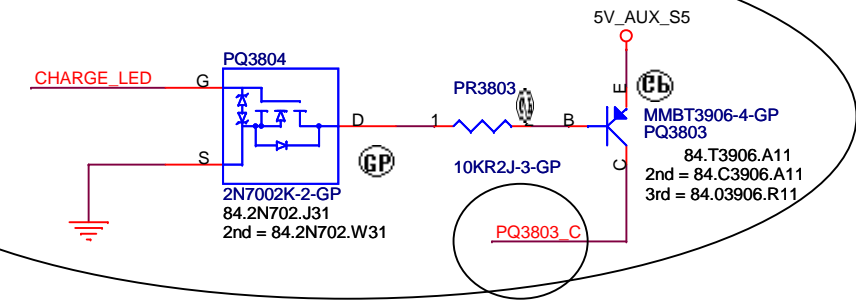 5V_AUX_S5
PQ3804
CHARGE_LED
G
D
S
GP
2N7002K-2-GP
84.2N702.J31
2nd = 84.2N702.W31
PR3803
1
10KR2J-3-GP
B
E
C
MMBT3906-4-GP
PQ3803
84.T3906.A11
2nd = 84.C3906.A11
3rd = 84.03906.R11
PQ3803_C